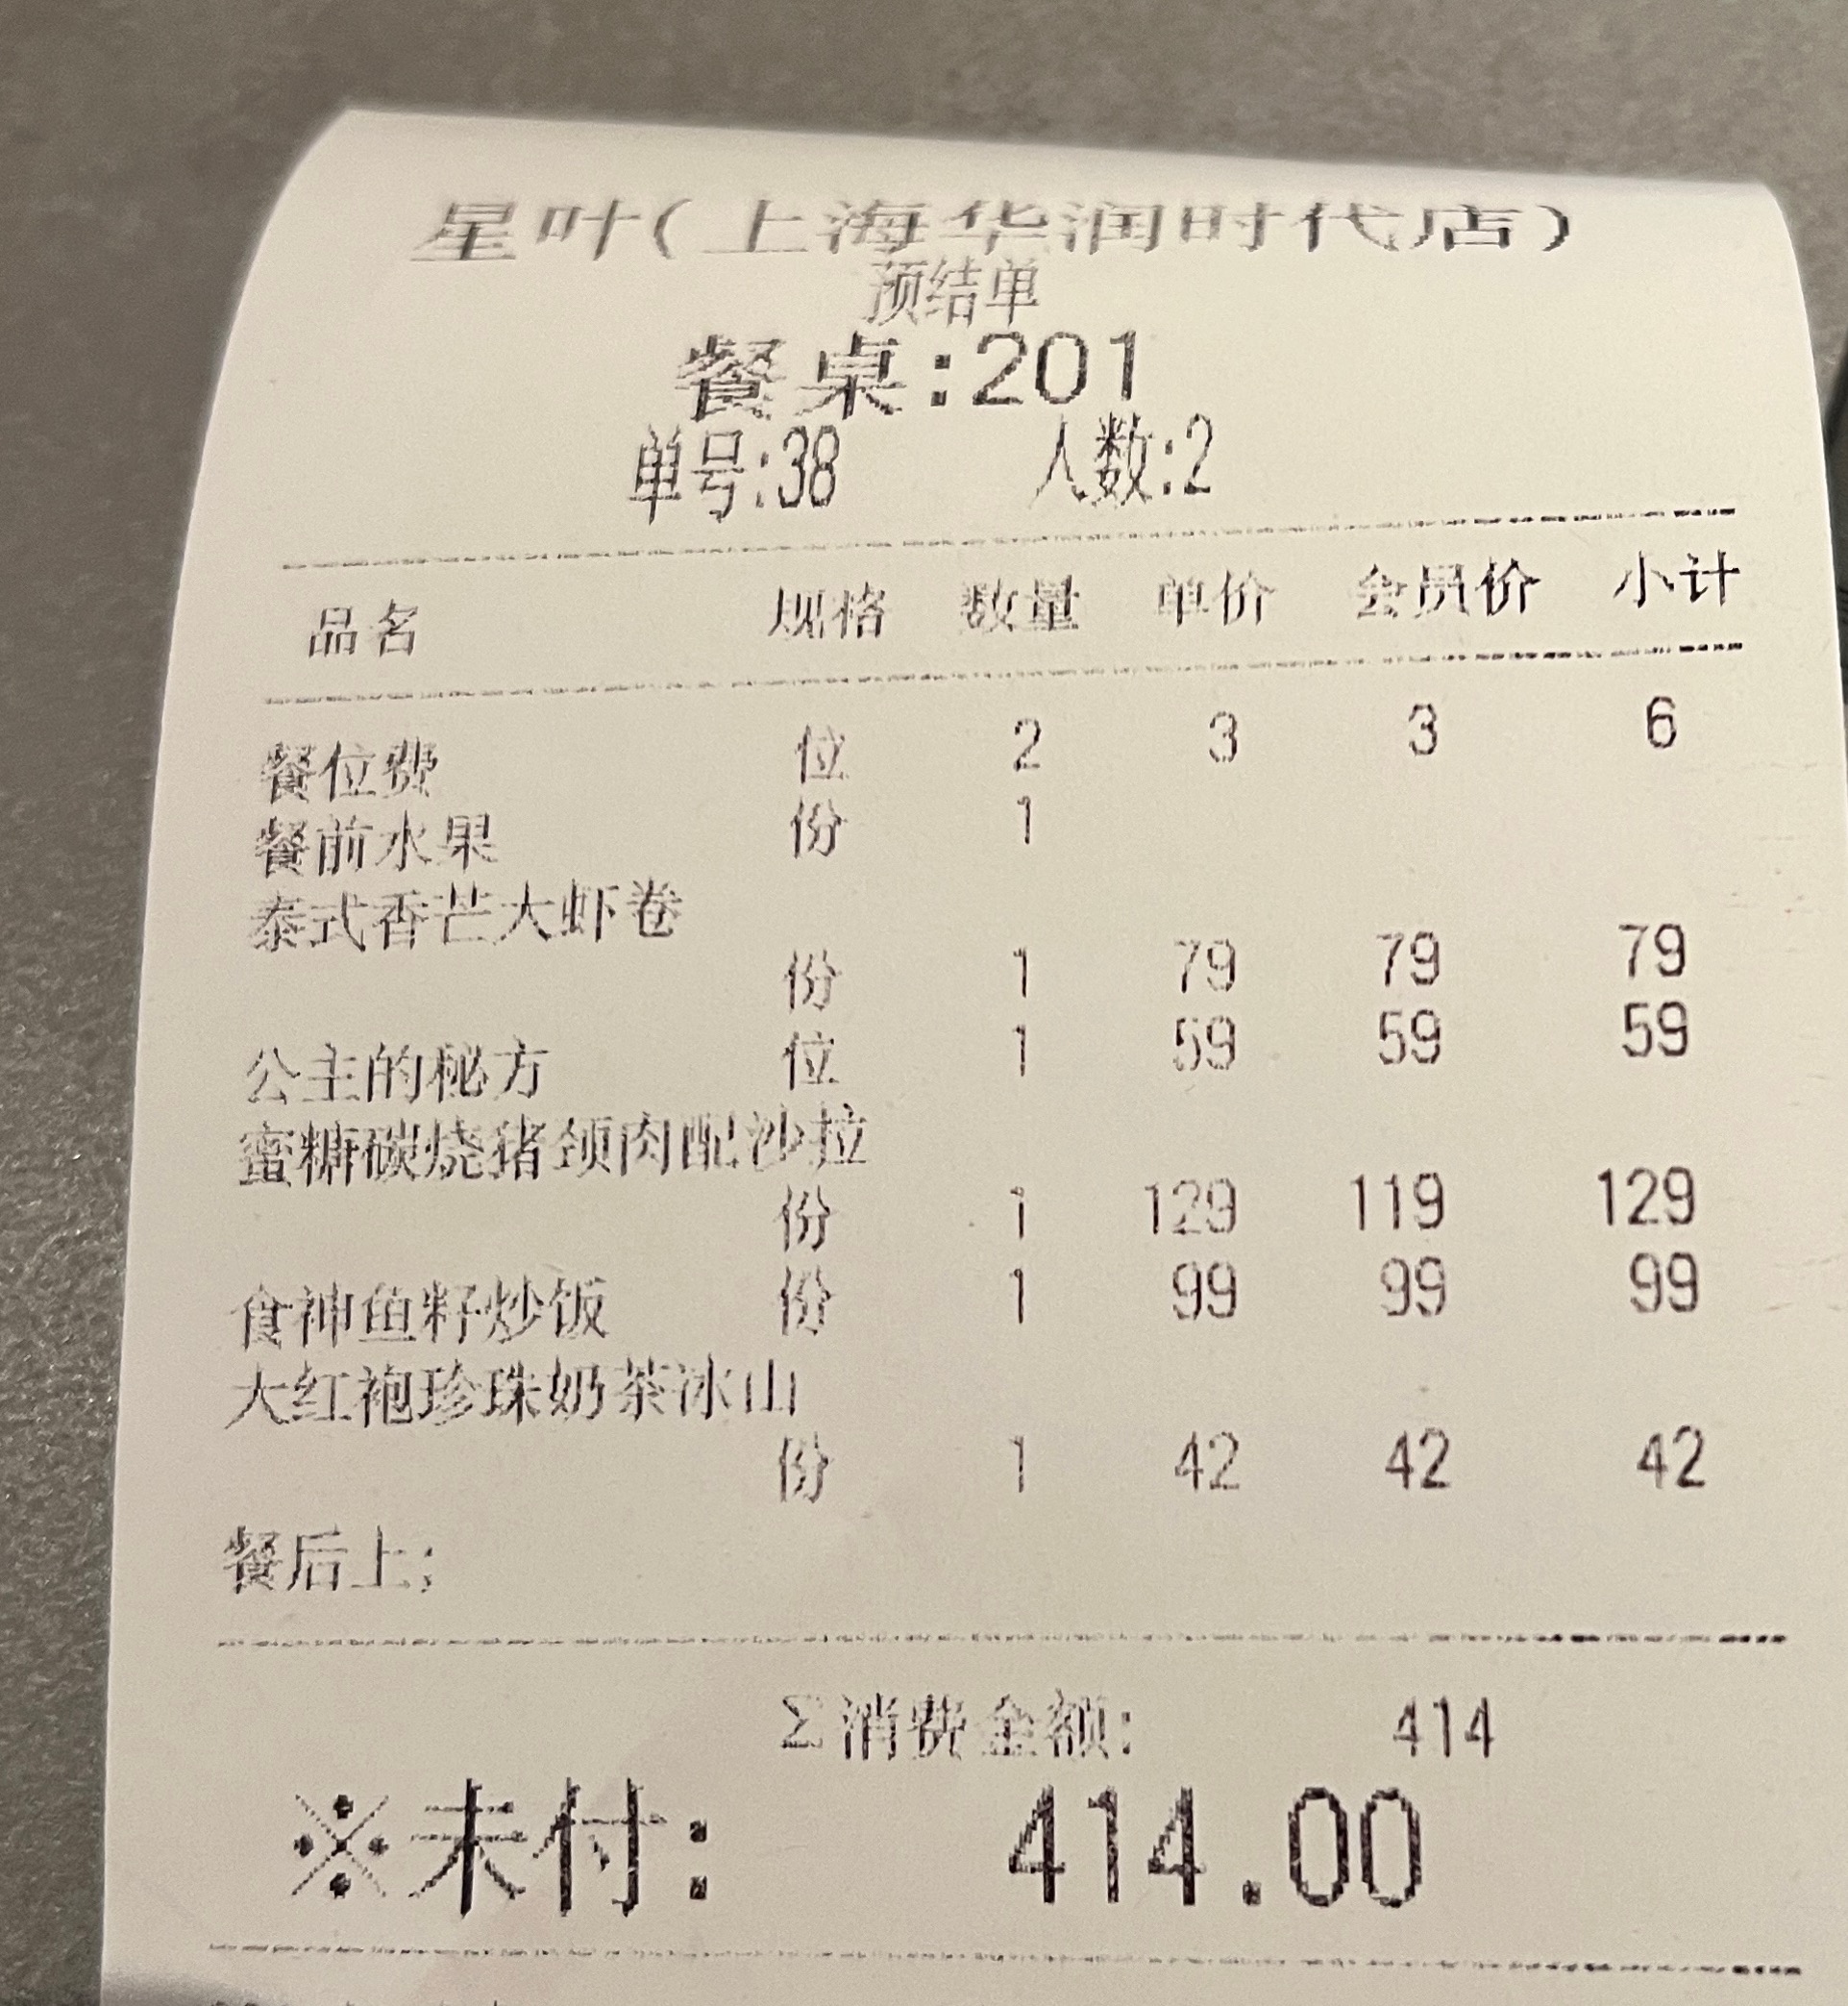 星叶(上海华润时代店)
预结单
餐桌:201
单号:38 人数:2
品名 规格 数量 单价 会员价 小计
餐位费 位 2 3 3 6
餐前水果 份 1
泰式香芒大虾卷
份 1 79 79 79
公主的秘方 位 1 59 59 59
蜜糖碳烧猪颈肉配沙拉
份 1 129 119 129
食神鱼籽炒饭 份 1 99 99 99
大红袍珍珠奶茶冰山
份 1 42 42 42
餐后上;
Σ消费金额: 414
※未付: 414.00